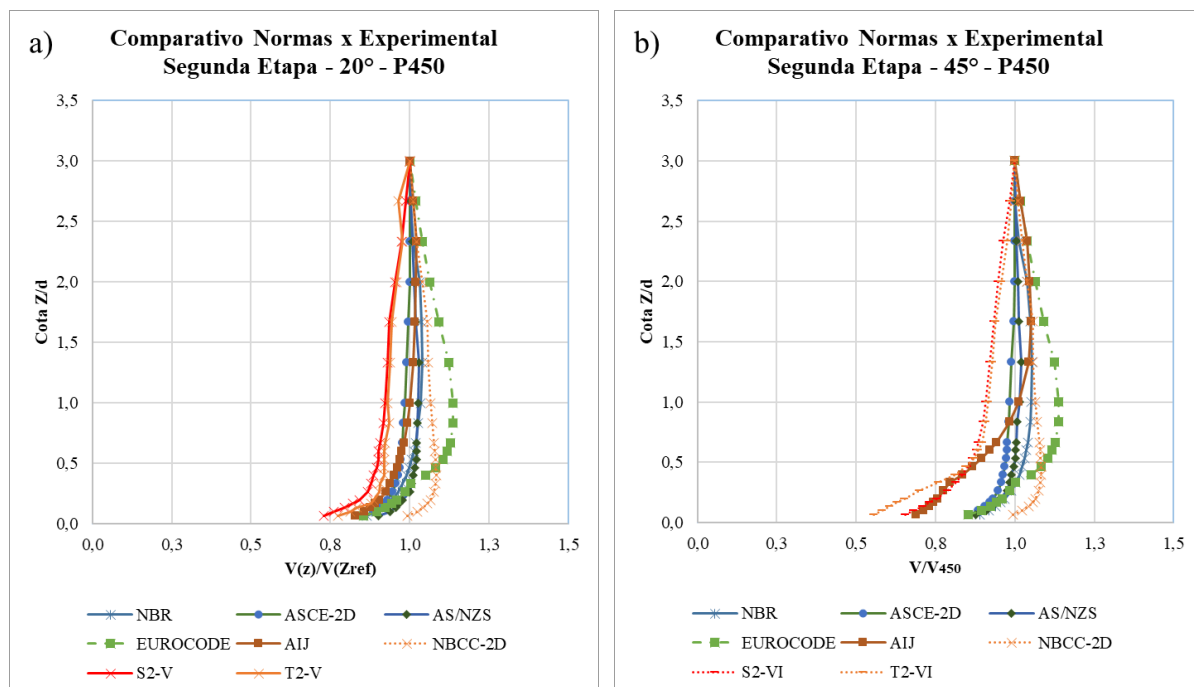 a)
Comparativo Normas x Experimental
Segunda Etapa - 20° - P450
3,5
3,0
2,5
2,0
1,5
1,0
0,5
0,0
Cota Z/d
0,0 0,3 0,5 0,8 1,0 1,3 1,5
V(z)/V(Zref)
NBR ASCE-2D AS/NZS
EUROCODE AIJ NBCC-2D
S2-V T2-V
b)
Comparativo Normas x Experimental
Segunda Etapa - 45° - P450
3,5
3,0
2,5
2,0
1,5
1,0
0,5
0,0
Cota Z/d
0,0 0,3 0,5 0,8 1,0 1,3 1,5
V/V450
NBR ASCE-2D AS/NZS
EUROCODE AIJ NBCC-2D
S2-VI T2-VI